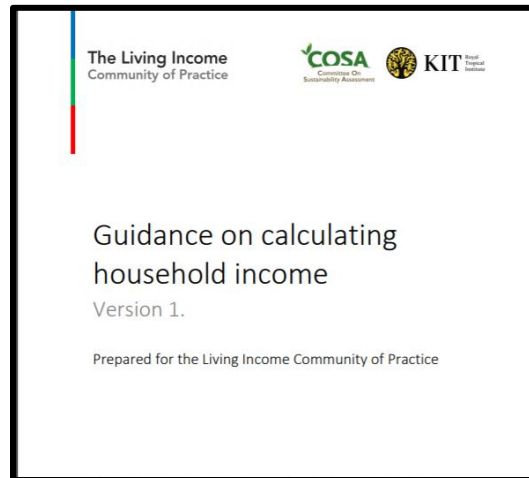 The Living Income
Community of Practice
COSA
Committee On
Sustainability Assessment
KIT
Royal
Tropical
Institute
Guidance on calculating
household income
Version 1.
Prepared for the Living Income Community of Practice